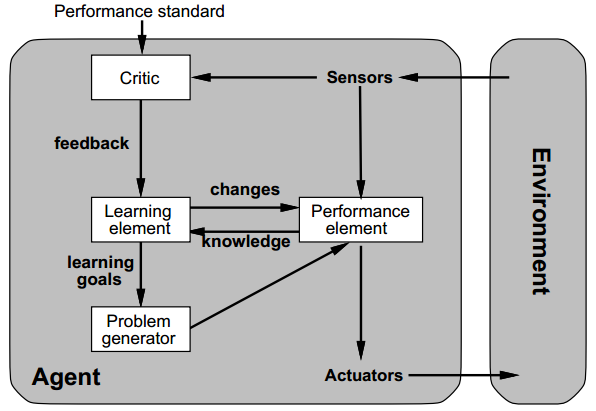 Performance standard
Critic
Sensors
feedback
changes
Learning
element
Performance
element
knowledge
learning
goals
Problem
generator
Agent
Actuators
Environment